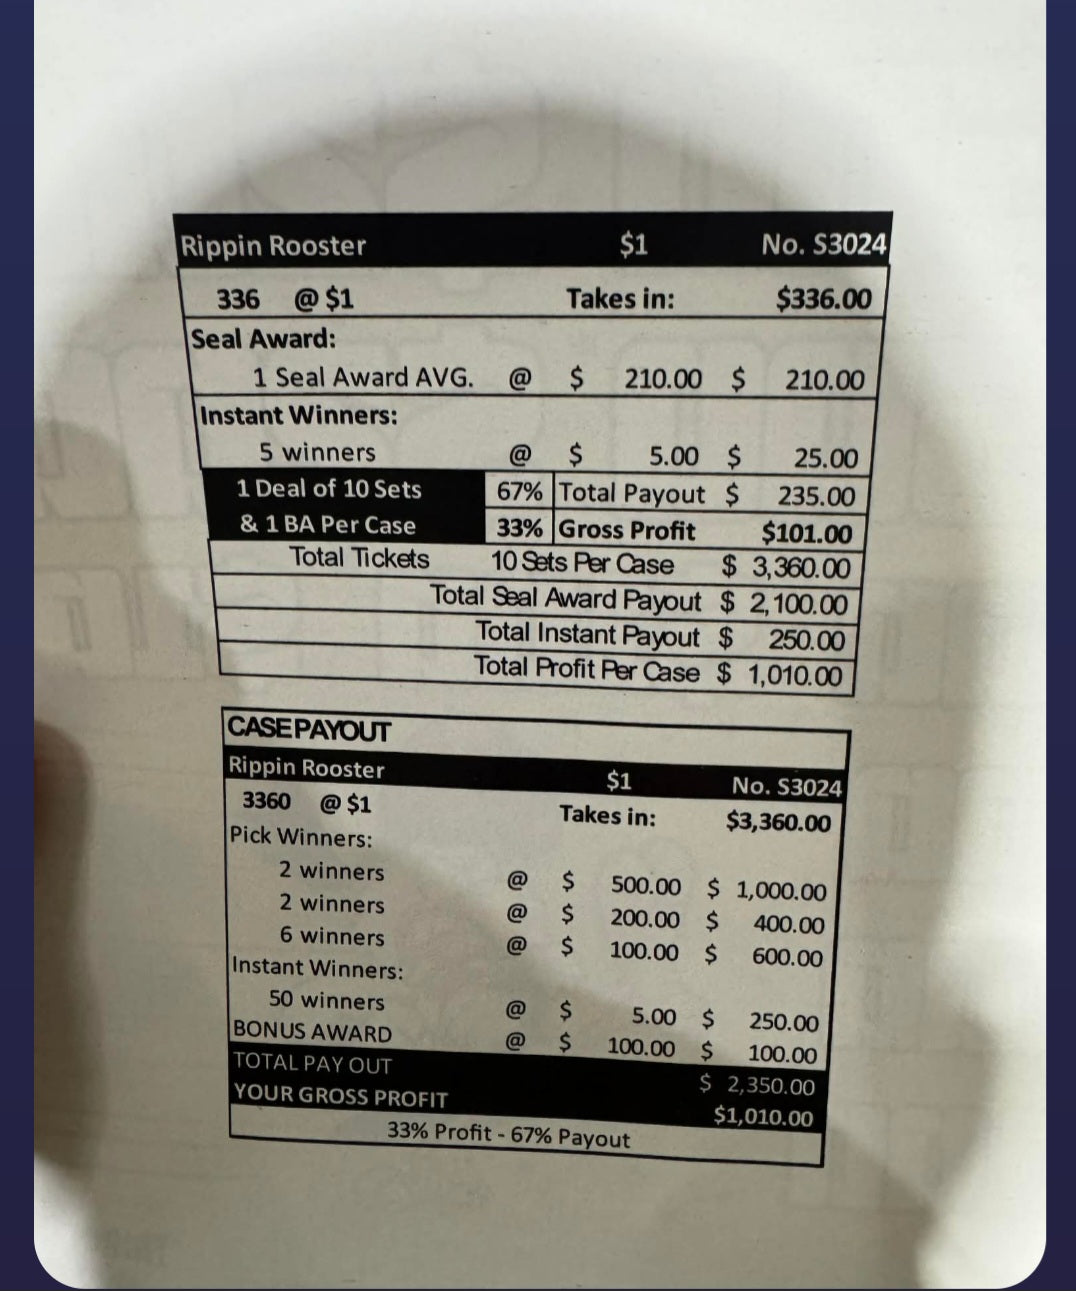 Rippin Rooster $1 No. S3024
336 @ $1 Takes in: $336.00
Seal Award:
1 Seal Award AVG. @ $ 210.00 $ 210.00
Instant Winners:
5 winners @ $ 5.00 $ 25.00
1 Deal of 10 Sets 67% Total Payout $ 235.00
& 1 BA Per Case 33% Gross Profit $101.00
Total Tickets 10 Sets Per Case $ 3,360.00
Total Seal Award Payout $ 2,100.00
Total Instant Payout $ 250.00
Total Profit Per Case $ 1,010.00
CASE PAYOUT
Rippin Rooster $1 No. S3024
3360 @ $1 Takes in: $3,360.00
Pick Winners:
2 winners @ $ 500.00 $ 1,000.00
2 winners @ $ 200.00 $ 400.00
6 winners @ $ 100.00 $ 600.00
Instant Winners:
50 winners @ $ 5.00 $ 250.00
BONUS AWARD @ $ 100.00 $ 100.00
TOTAL PAY OUT $ 2,350.00
YOUR GROSS PROFIT $1,010.00
33% Profit - 67% Payout